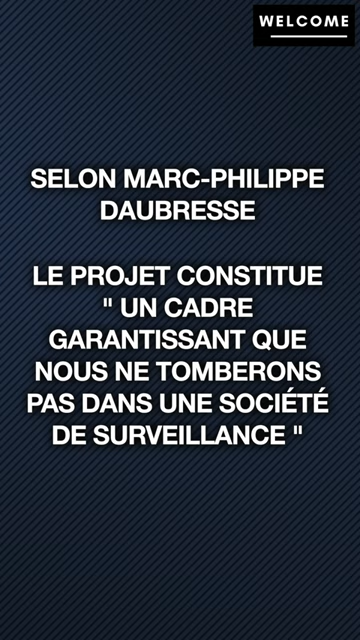 WELCOME
SELON MARC-PHILIPPE
DAUBRESSE
LE PROJET CONSTITUE
" UN CADRE
GARANTISSANT QUE
NOUS NE TOMBERONS
PAS DANS UNE SOCIÉTÉ
DE SURVEILLANCE "